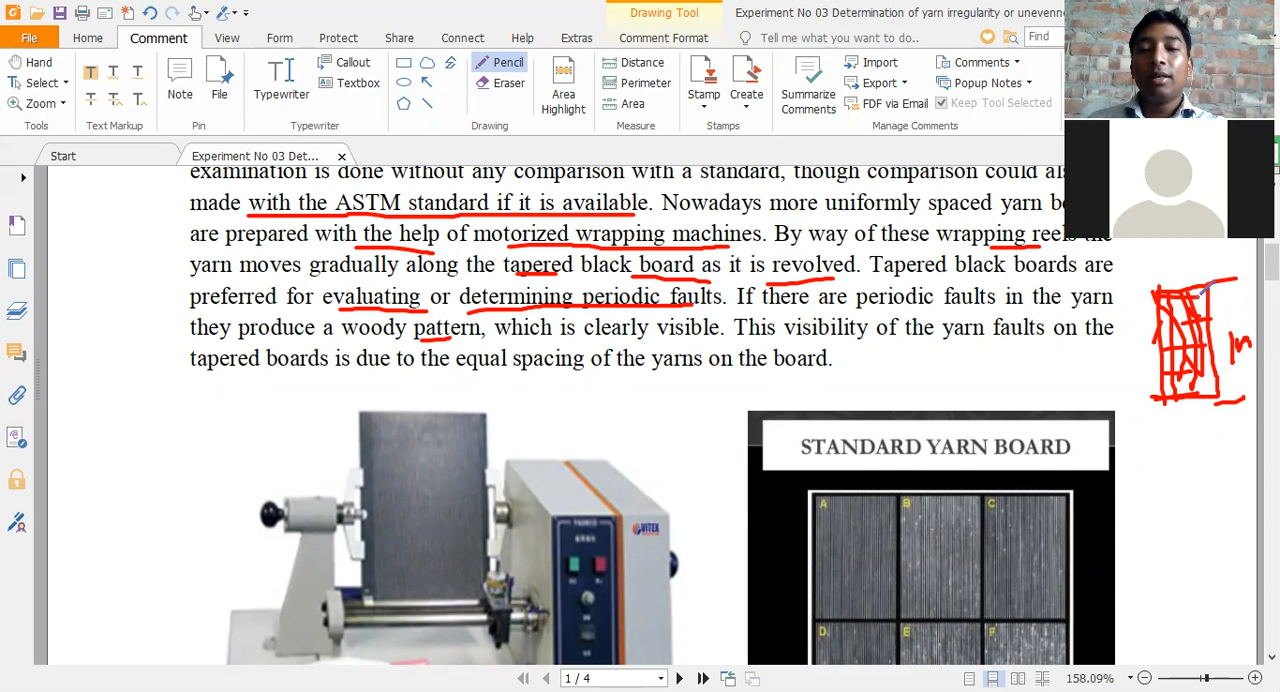 Drawing Tool
Experiment No 03 Determination of yarn irregularity or unevenne
File Home Comment View Form Protect Share Connect Help Extras Comment Format Tell me what you want to do.. Find
Hand
Select
Zoom
Tools
Text Markup
Note
File
Pin
Typewriter
Callout
Textbox
Typewriter
Pencil
Eraser
Drawing
Area
Highlight
Distance
Perimeter
Area
Measure
Stamp
Create
Stamps
Summarize
Comments
Import
Export
FDF via Email
Comments
Popup Notes
Keep Tool Selected
Manage Comments
Start
Experiment No 03 Det...
examination is done without any comparison with a standard, though comparison could al
made with the ASTM standard if it is available. Nowadays more uniformly spaced yarn b
are prepared with the help of motorized wrapping machines. By way of these wrapping reels the
yarn moves gradually along the tapered black board as it is revolved. Tapered black boards are
preferred for evaluating or determining periodic faults. If there are periodic faults in the yarn
they produce a woody pattern, which is clearly visible. This visibility of the yarn faults on the
tapered boards is due to the equal spacing of the yarns on the board.
VITEX
STANDARD YARN BOARD
A B C
D. E F
1 / 4
158.09%